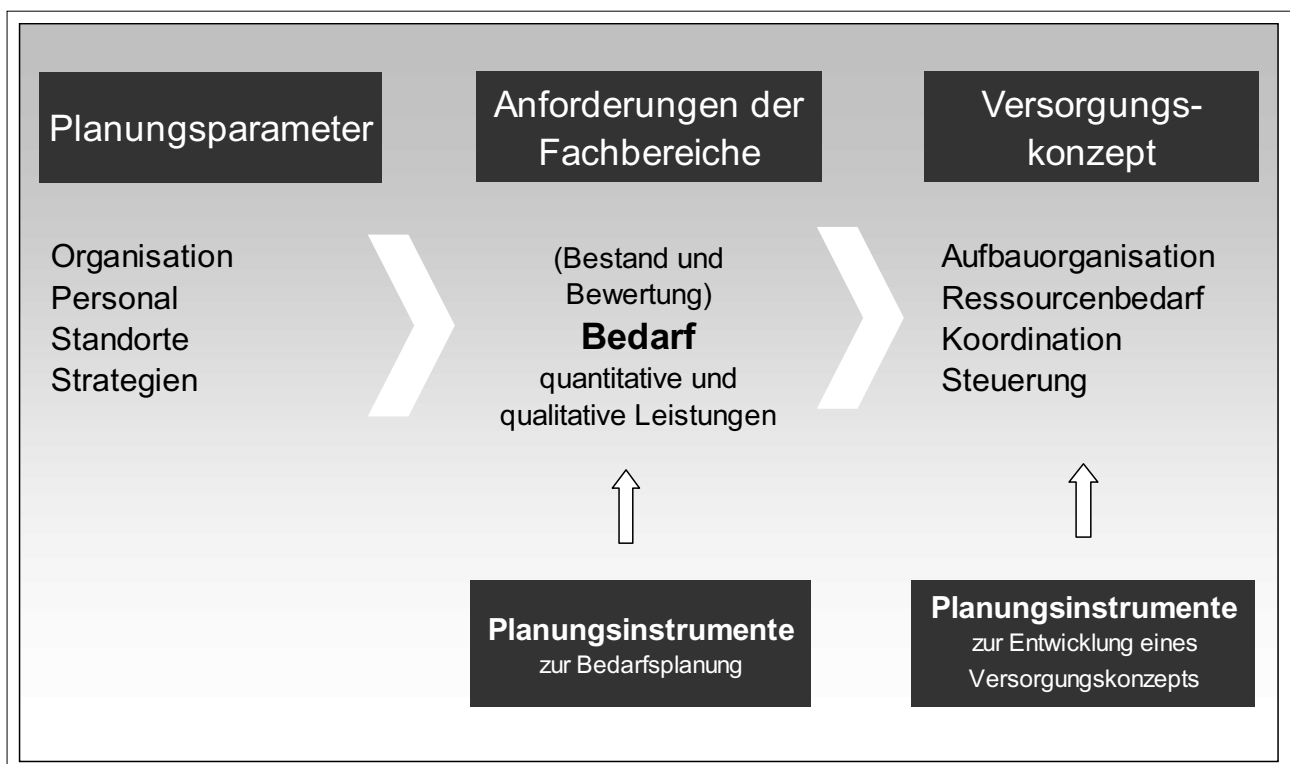 Planungsparameter
Organisation
Personal
Standorte
Strategien
Anforderungen der
Fachbereiche
(Bestand und
Bewertung)
Bedarf
quantitative und
qualitative Leistungen
Planungsinstrumente
zur Bedarfsplanung
Versorgungs-
konzept
Aufbauorganisation
Ressourcenbedarf
Koordination
Steuerung
Planungsinstrumente
zur Entwicklung eines
Versorgungskonzepts